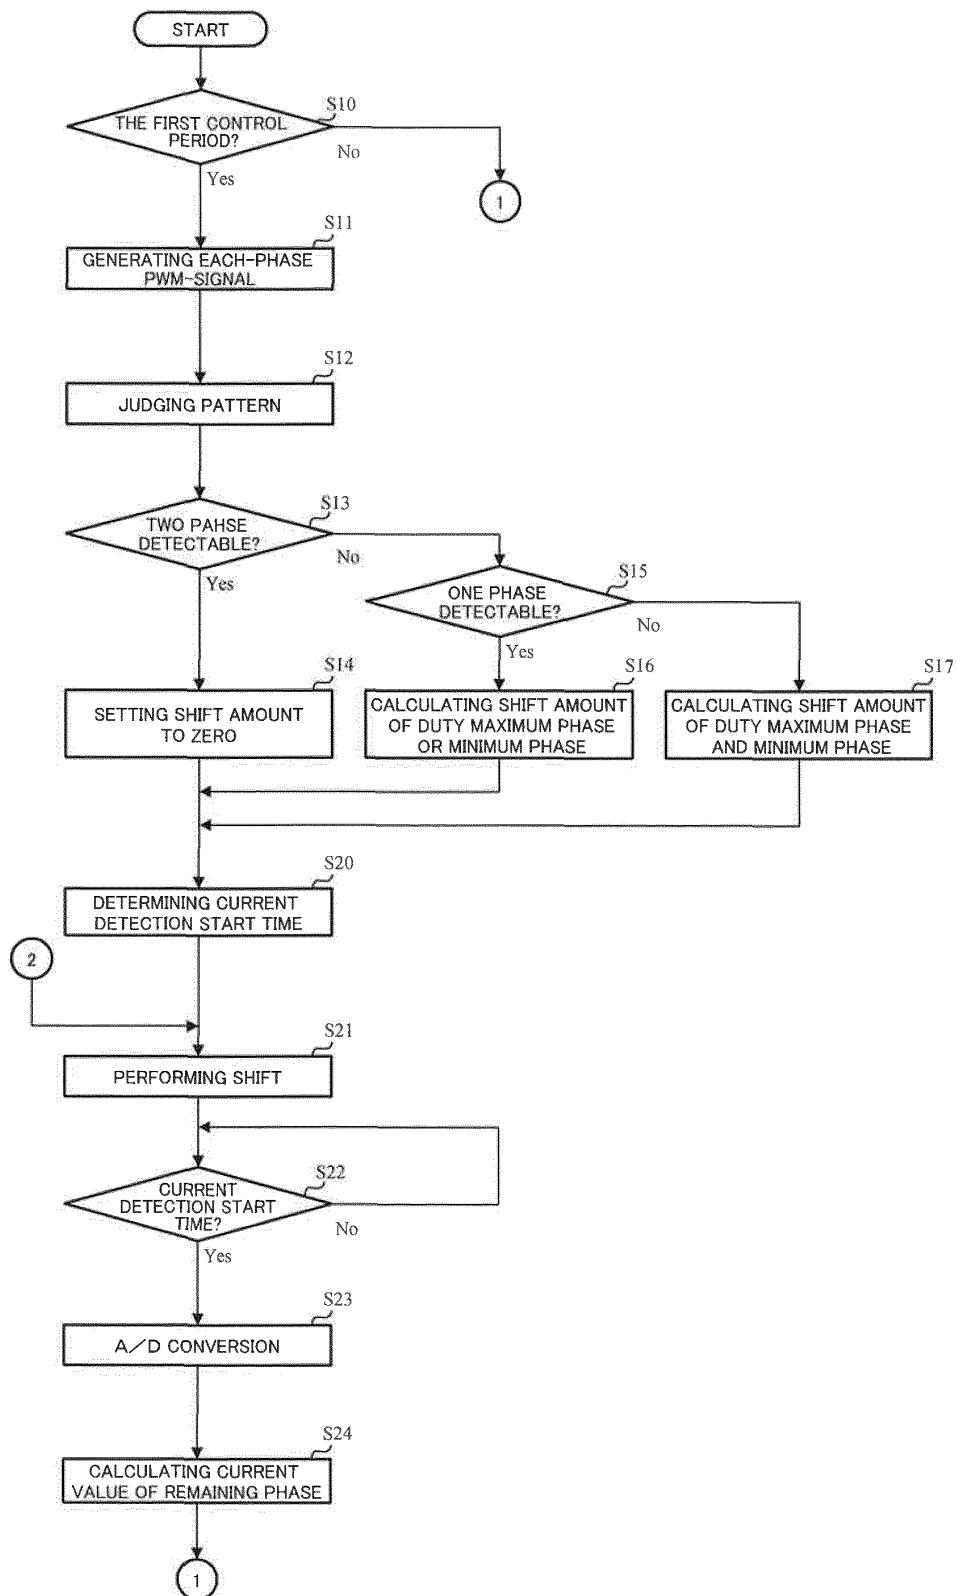 START
S10
THE FIRST CONTROL
PERIOD?
No
Yes
1
S11
GENERATING EACH-PHASE
PWM-SIGNAL
S12
JUDGING PATTERN
S13
TWO PAHSE
DETECTABLE?
No
Yes
S15
ONE PHASE
DETECTABLE?
No
Yes
S14
SETTING SHIFT AMOUNT
TO ZERO
S16
CALCULATING SHIFT AMOUNT
OF DUTY MAXIMUM PHASE
OR MINIMUM PHASE
S17
CALCULATING SHIFT AMOUNT
OF DUTY MAXIMUM PHASE
AND MINIMUM PHASE
S20
DETERMINING CURRENT
DETECTION START TIME
2
S21
PERFORMING SHIFT
S22
CURRENT
DETECTION START
TIME?
No
Yes
S23
A/D CONVERSION
S24
CALCULATING CURRENT
VALUE OF REMAINING PHASE
1